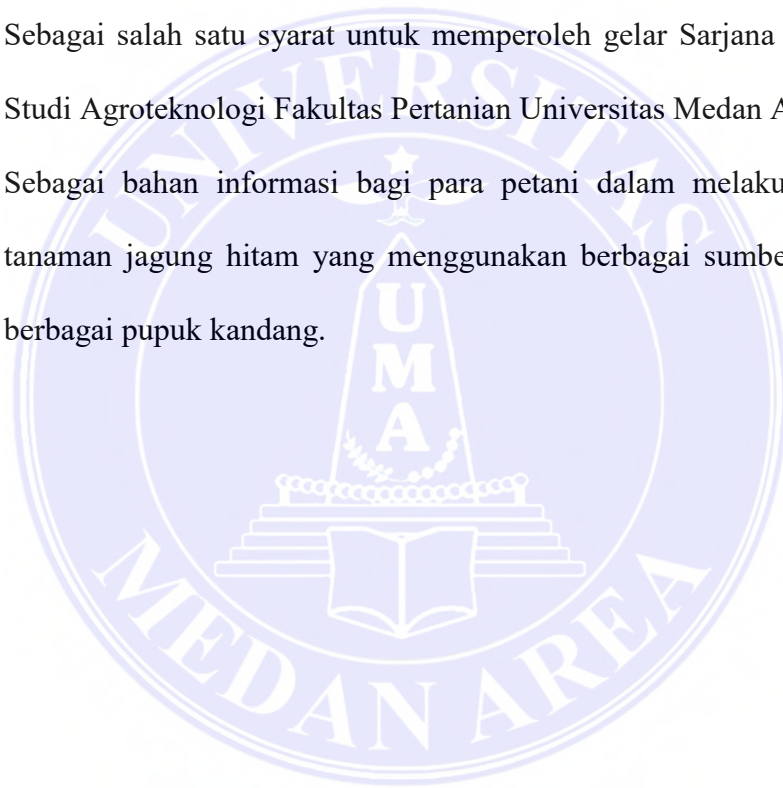 Sebagai salah satu syarat untuk memperoleh gelar Sarjana
Studi Agroteknologi Fakultas Pertanian Universitas Medan A
Sebagai bahan informasi bagi para petani dalam melaku
tanaman jagung hitam yang menggunakan berbagai sumbe
berbagai pupuk kandang.
UNIVERSITAS
UMA
MEDAN AREA